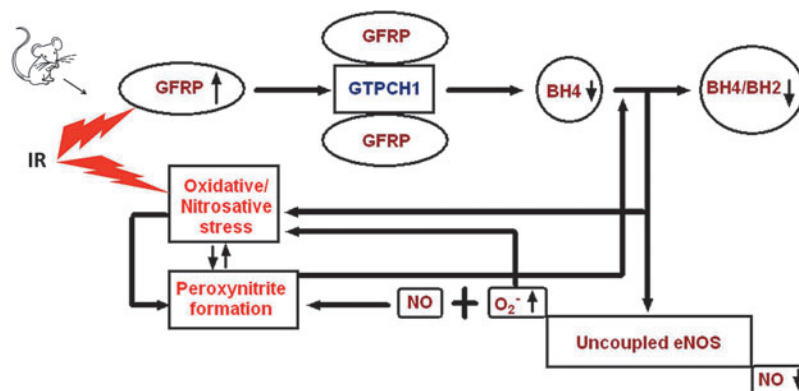 GFRP
GFRP
GTPCH1
BH4
BH4/BH2
GFRP
IR
Oxidative/
Nitrosative
stress
Peroxynitrite
formation
NO
+
O2-
Uncoupled eNOS
NO